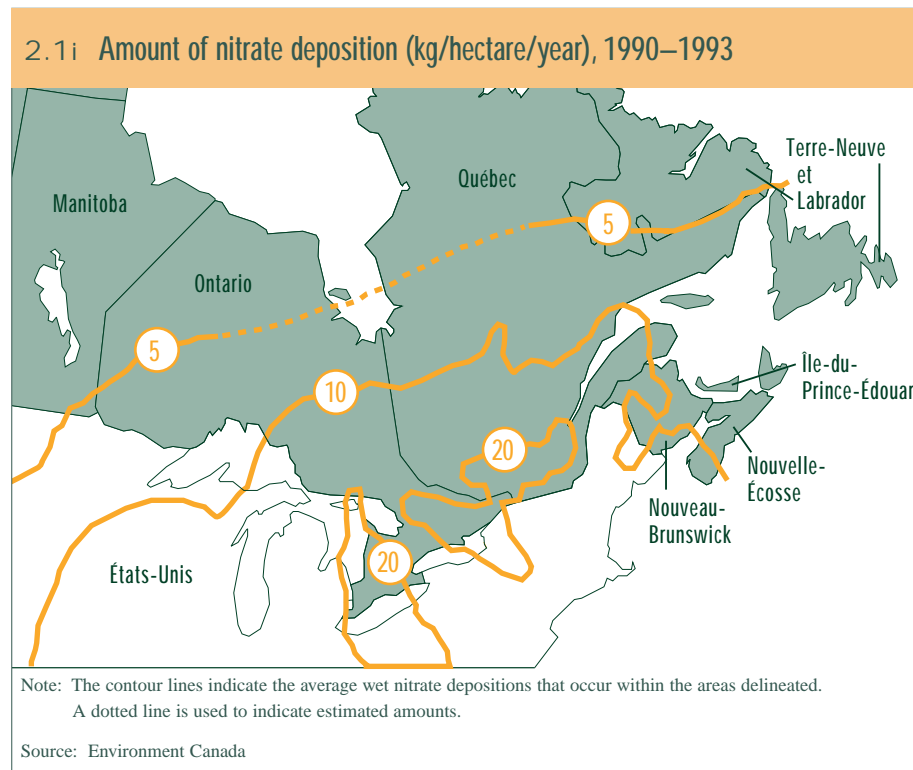 2.1i Amount of nitrate deposition (kg/hectare/year), 1990–1993
Terre-Neuve
et
Labrador
Québec
Manitoba
5
Ontario
5
Île-du-
Prince-Édouar
10
20
Nouvelle-
Écosse
Nouveau-
Brunswick
20
États-Unis
Note: The contour lines indicate the average wet nitrate depositions that occur within the areas delineated.
A dotted line is used to indicate estimated amounts.
Source: Environment Canada